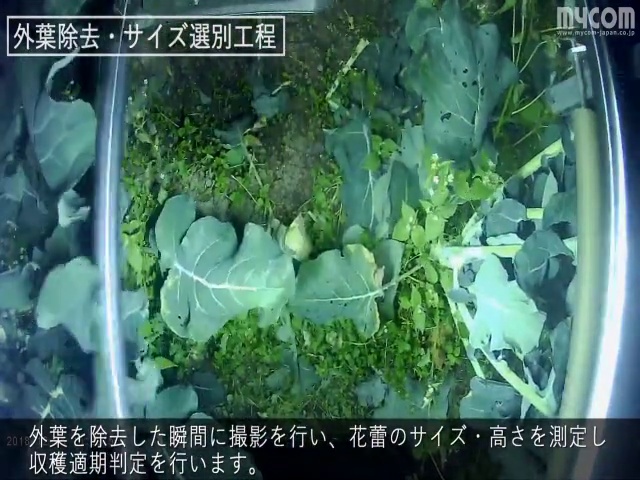 外葉除去・サイズ選別工程
mycom
www.mycom-japan.co.jp
外葉を除去した瞬間に撮影を行い、花蕾のサイズ・高さを測定し
収穫適期判定を行います。